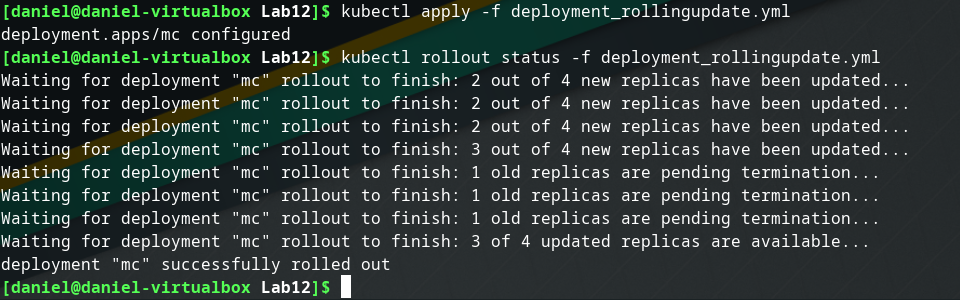 [daniel@daniel-virtualbox Lab12]$ kubectl apply -f deployment_rollingupdate.yml
deployment.apps/mc configured
[daniel@daniel-virtualbox Lab12]$ kubectl rollout status -f deployment_rollingupdate.yml
Waiting for deployment "mc" rollout to finish: 2 out of 4 new replicas have been updated...
Waiting for deployment "mc" rollout to finish: 2 out of 4 new replicas have been updated...
Waiting for deployment "mc" rollout to finish: 2 out of 4 new replicas have been updated...
Waiting for deployment "mc" rollout to finish: 3 out of 4 new replicas have been updated...
Waiting for deployment "mc" rollout to finish: 1 old replicas are pending termination...
Waiting for deployment "mc" rollout to finish: 1 old replicas are pending termination...
Waiting for deployment "mc" rollout to finish: 1 old replicas are pending termination...
Waiting for deployment "mc" rollout to finish: 3 of 4 updated replicas are available...
deployment "mc" successfully rolled out
[daniel@daniel-virtualbox Lab12]$